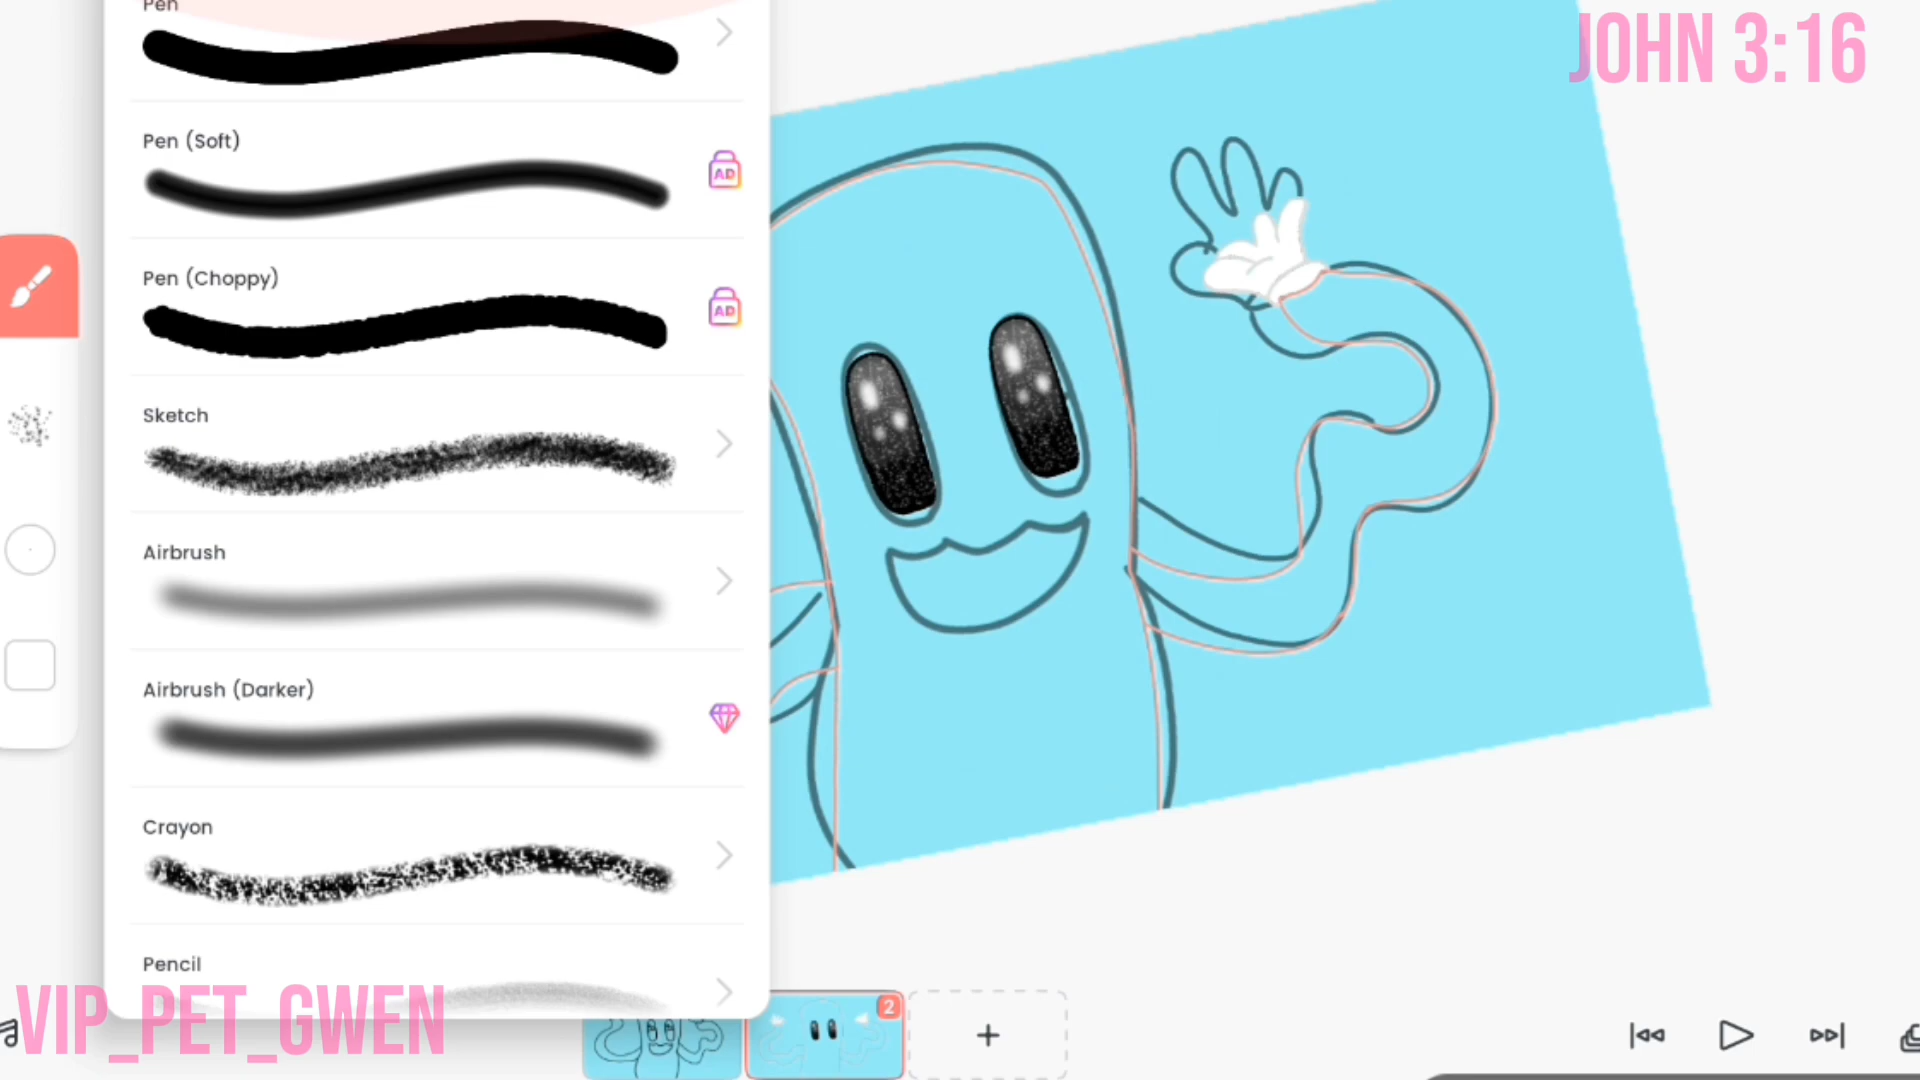 Pen
JOHN 3:16
Pen (Soft)
AD
Pen (Choppy)
AD
Sketch
Airbrush
Airbrush (Darker)
Crayon
Pencil
VIP_PET_GWEN
2